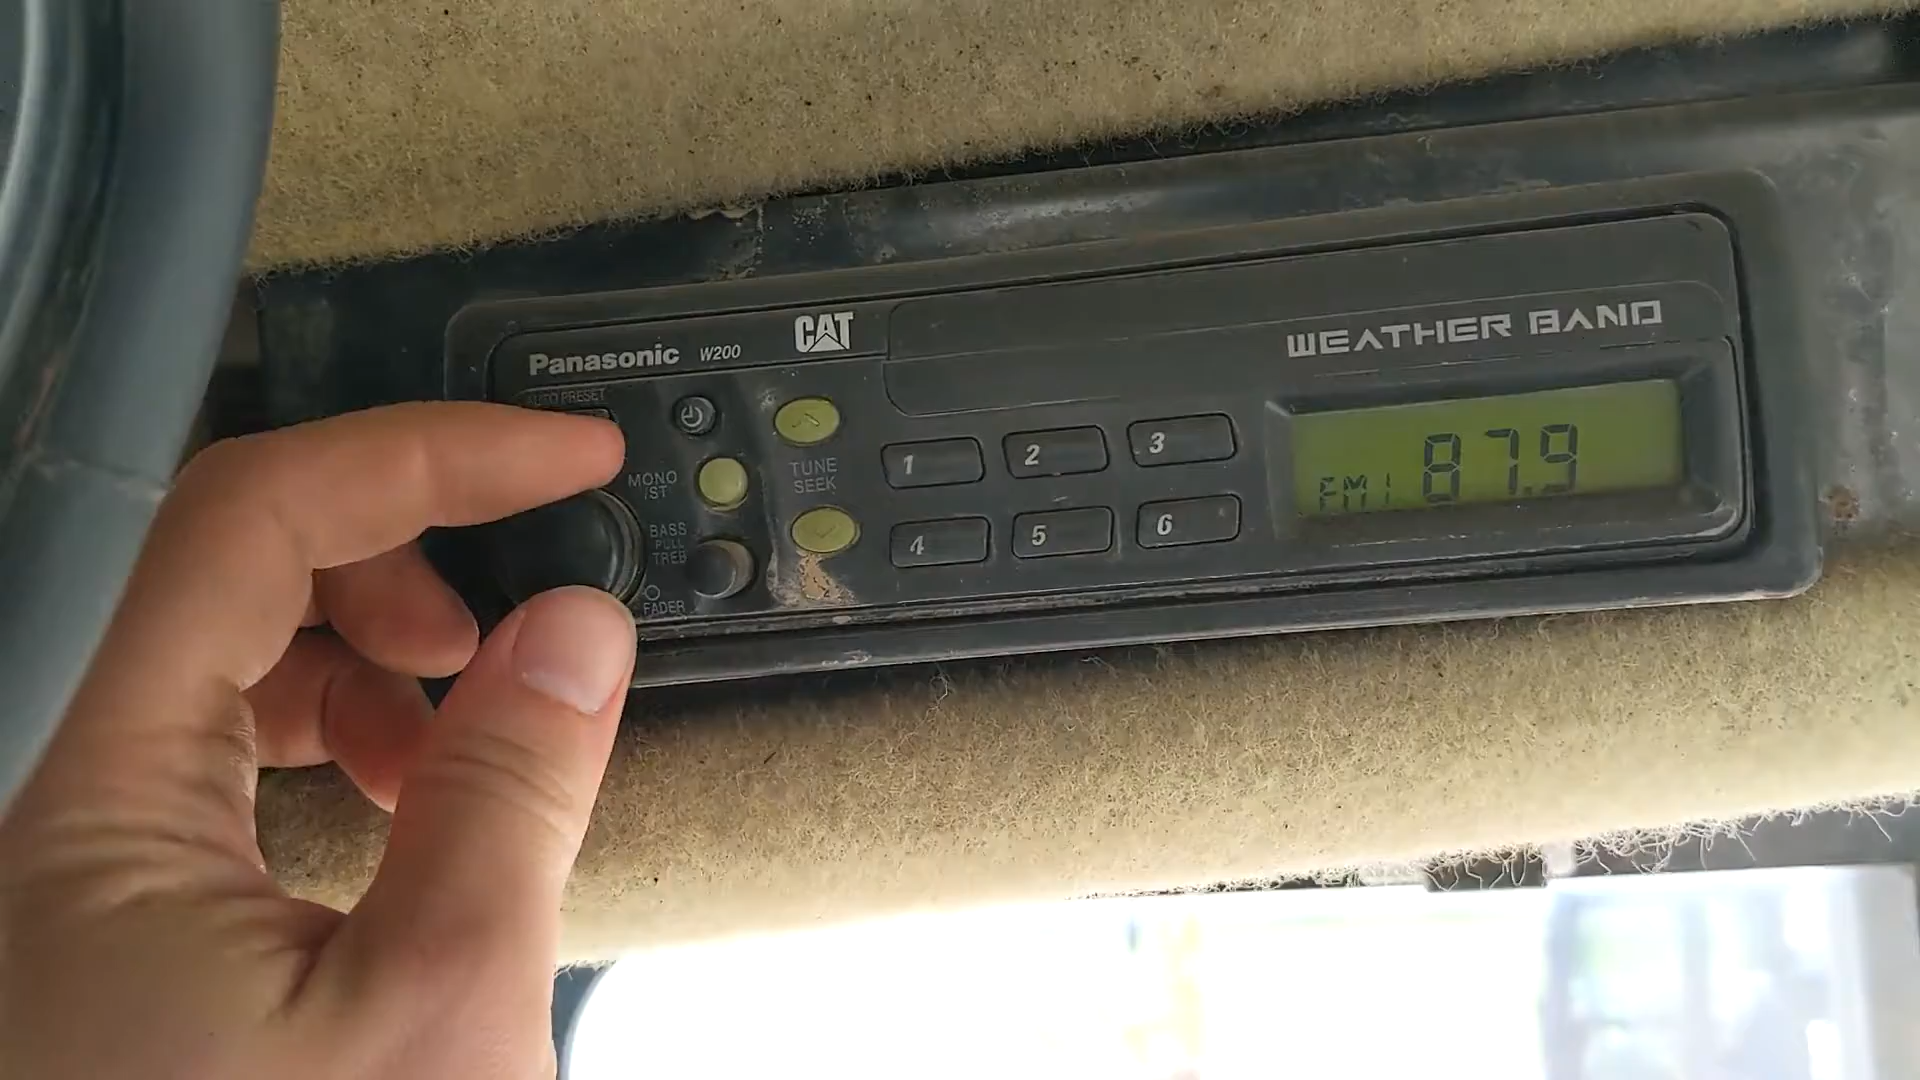 WEATHER BAND
Panasonic W200 CAT
AUTO PRESET
MONO
/ST
TUNE
SEEK
BASS
PULL
TREB
FADER
1 2 3
4 5 6
FM1 87.9